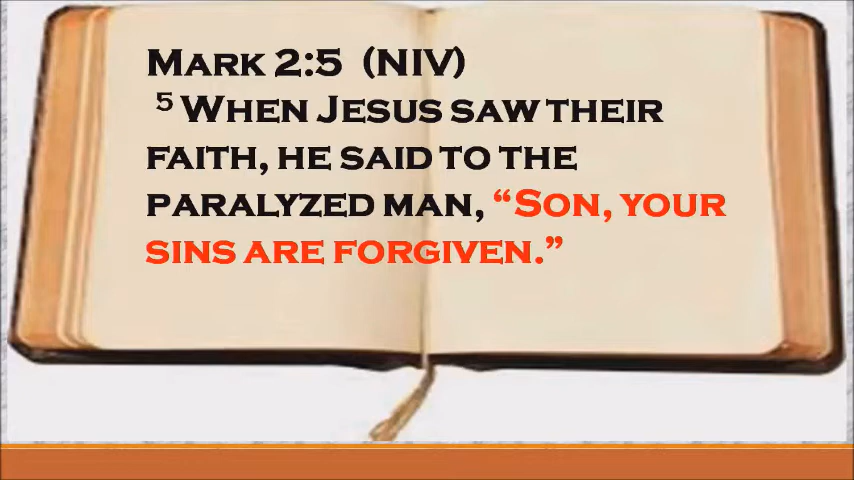 Mark 2:5 (NIV)
5 When Jesus saw their
faith, he said to the
paralyzed man, “Son, your
sins are forgiven.”